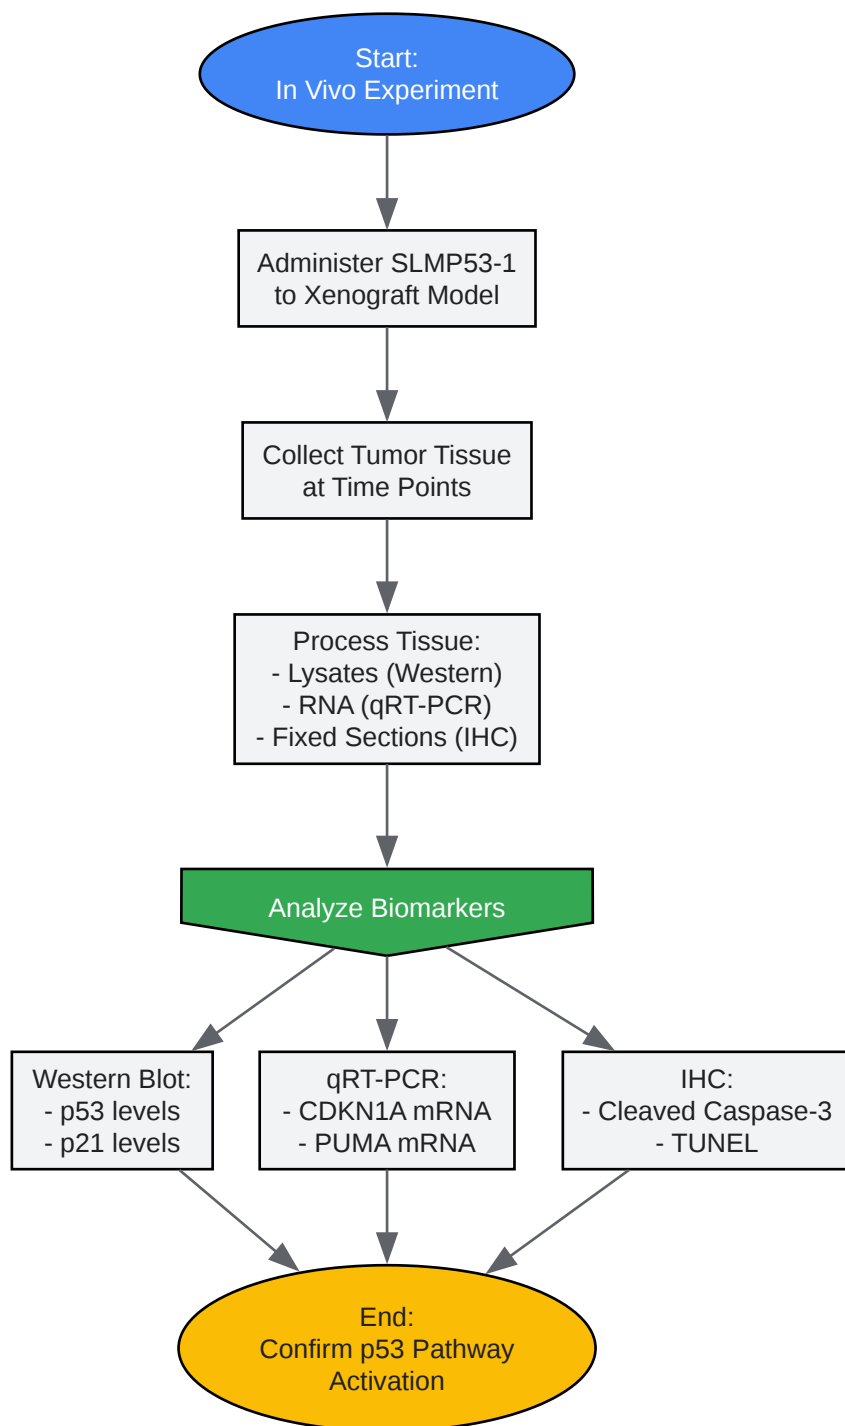 Start:
In Vivo Experiment
Administer SLMP53-1
to Xenograft Model
Collect Tumor Tissue
at Time Points
Process Tissue:
- Lysates (Western)
- RNA (qRT-PCR)
- Fixed Sections (IHC)
Analyze Biomarkers
Western Blot:
- p53 levels
- p21 levels
qRT-PCR:
- CDKN1A mRNA
- PUMA mRNA
IHC:
- Cleaved Caspase-3
- TUNEL
End:
Confirm p53 Pathway
Activation